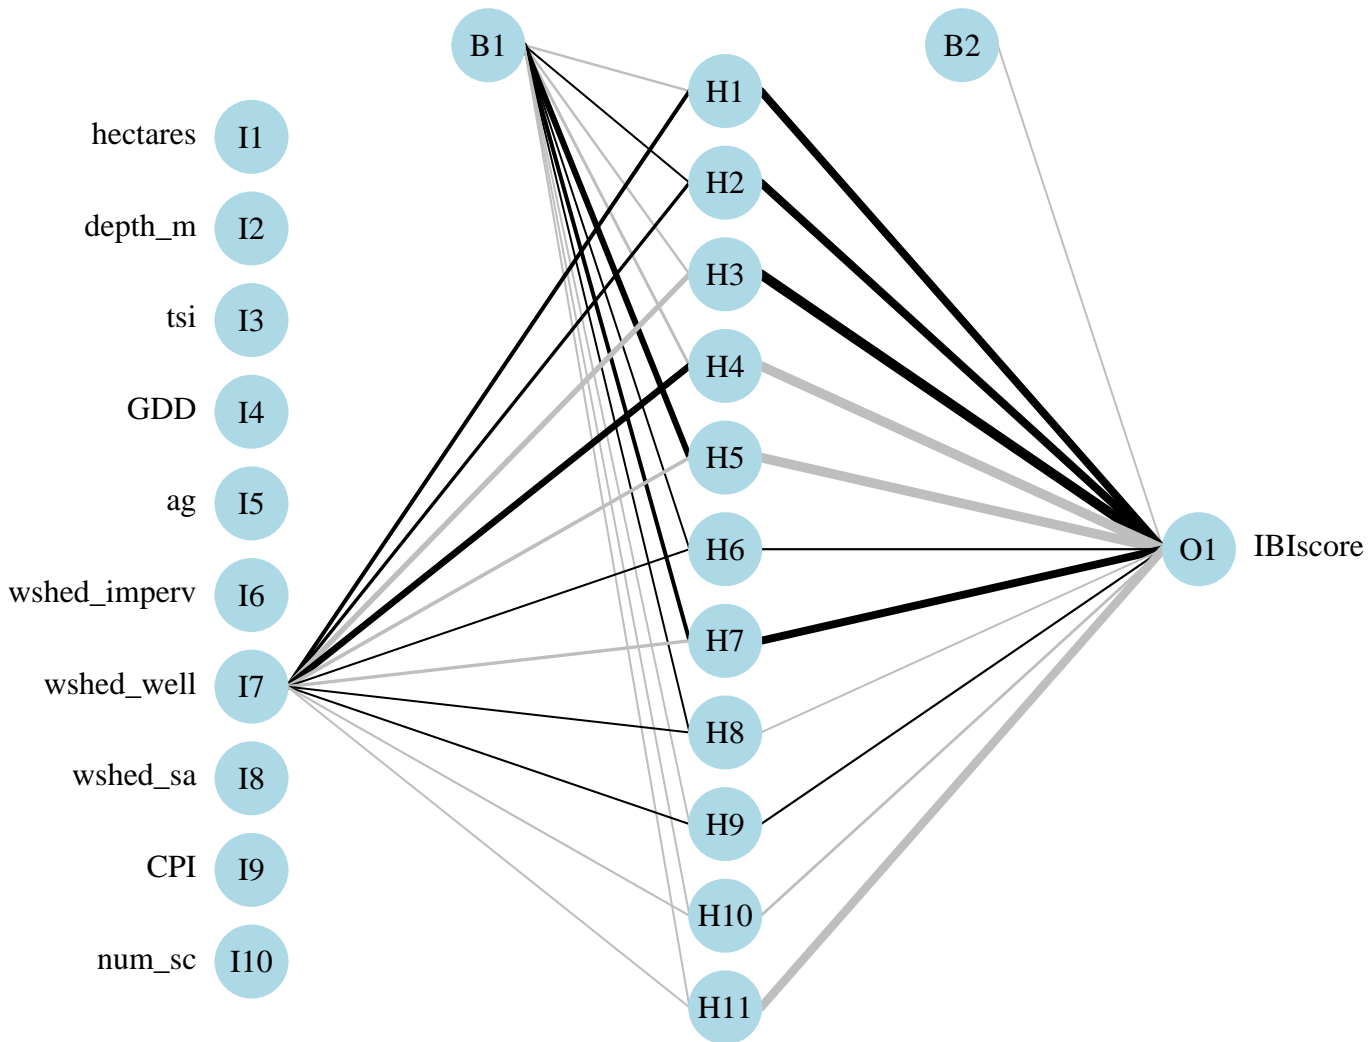 B1
B2
H1
hectares I1
H2
depth_m I2
H3
tsi I3
H4
GDD I4
H5
ag I5
H6
O1 IBIscore
wshed_imperv I6
H7
wshed_well I7
H8
wshed_sa I8
H9
CPI I9
H10
num_sc I10
H11